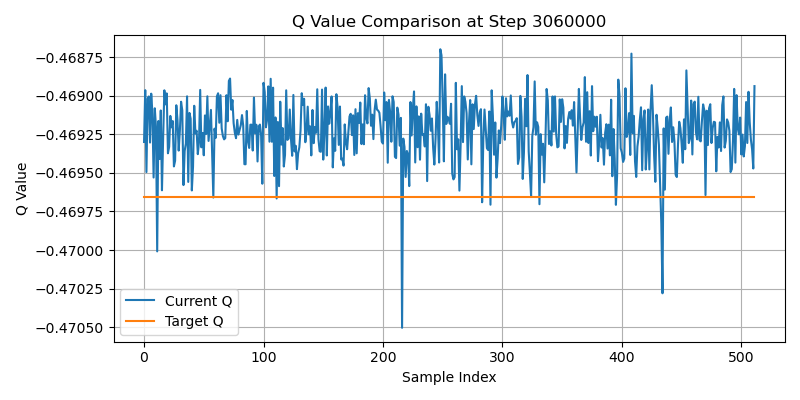 Q Value Comparison at Step 3060000
Q Value
−0.46875
−0.46900
−0.46925
−0.46950
−0.46975
−0.47000
−0.47025
−0.47050
Current Q
Target Q
0 100 200 300 400 500
Sample Index